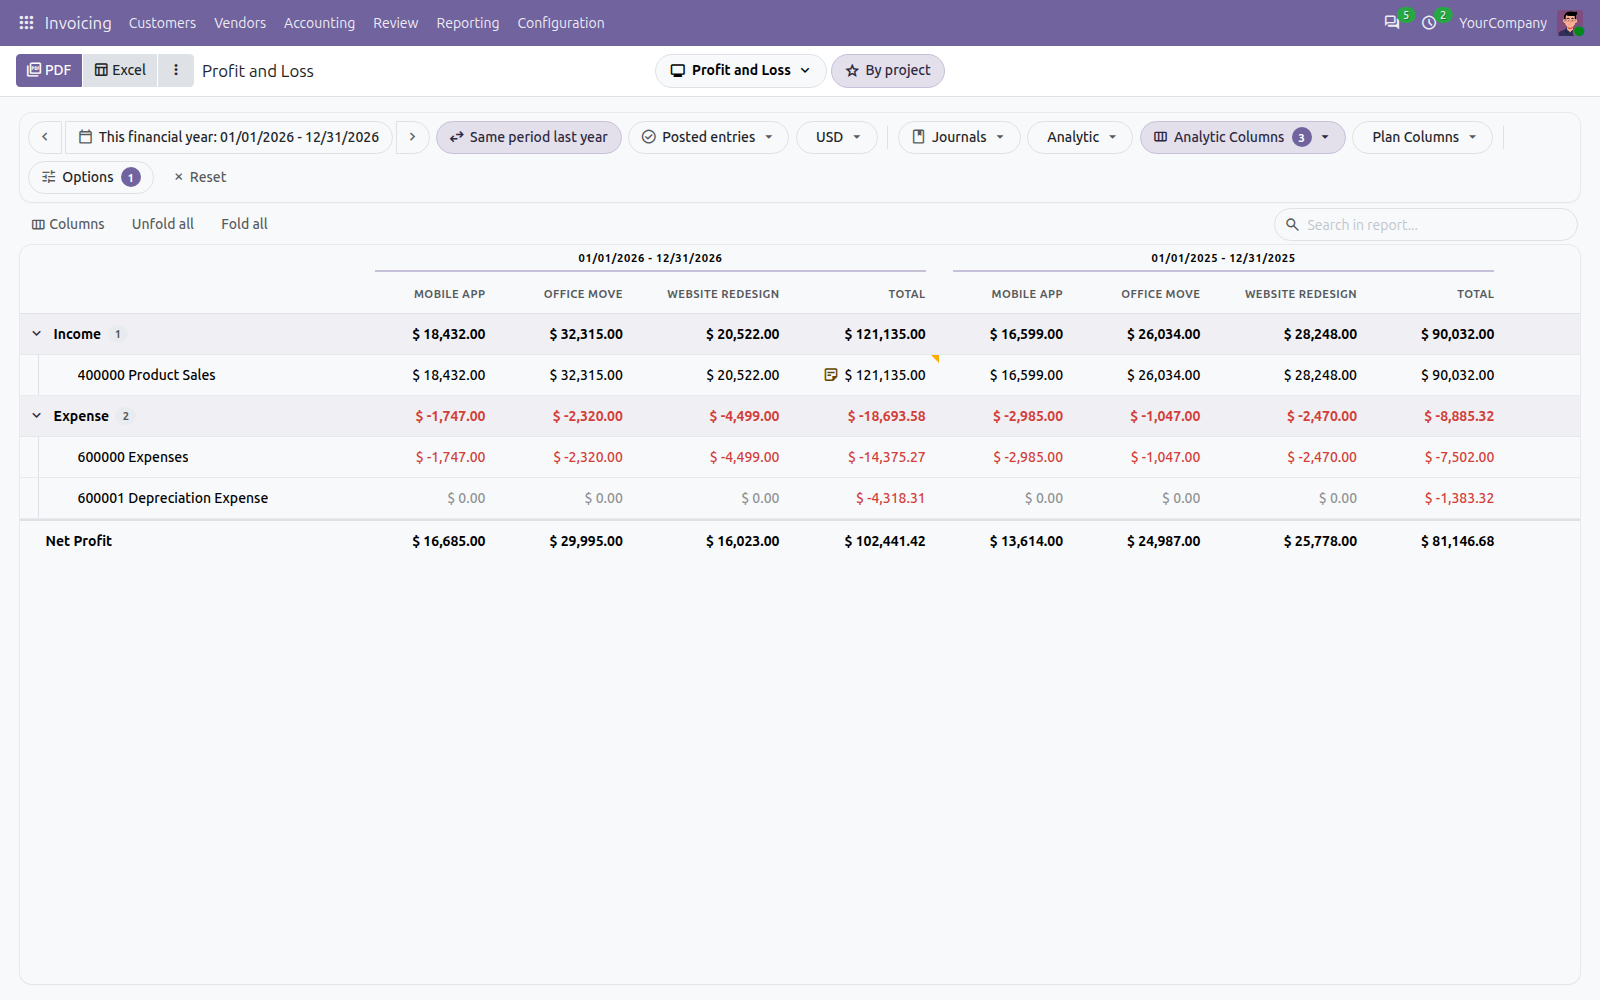 Invoicing Customers Vendors Accounting Review Reporting Configuration 5 2 YourCompany
PDF Excel Profit and Loss Profit and Loss By project
This financial year: 01/01/2026 - 12/31/2026 Same period last year Posted entries USD Journals Analytic Analytic Columns 3 Plan Columns
Options 1 × Reset
Columns Unfold all Fold all Search in report...
01/01/2026 - 12/31/2026 01/01/2025 - 12/31/2025
MOBILE APP OFFICE MOVE WEBSITE REDESIGN TOTAL MOBILE APP OFFICE MOVE WEBSITE REDESIGN TOTAL
Income 1 $ 18,432.00 $ 32,315.00 $ 20,522.00 $ 121,135.00 $ 16,599.00 $ 26,034.00 $ 28,248.00 $ 90,032.00
400000 Product Sales $ 18,432.00 $ 32,315.00 $ 20,522.00 $ 121,135.00 $ 16,599.00 $ 26,034.00 $ 28,248.00 $ 90,032.00
Expense 2 $ -1,747.00 $ -2,320.00 $ -4,499.00 $ -18,693.58 $ -2,985.00 $ -1,047.00 $ -2,470.00 $ -8,885.32
600000 Expenses $ -1,747.00 $ -2,320.00 $ -4,499.00 $ -14,375.27 $ -2,985.00 $ -1,047.00 $ -2,470.00 $ -7,502.00
600001 Depreciation Expense $ 0.00 $ 0.00 $ 0.00 $ -4,318.31 $ 0.00 $ 0.00 $ 0.00 $ -1,383.32
Net Profit $ 16,685.00 $ 29,995.00 $ 16,023.00 $ 102,441.42 $ 13,614.00 $ 24,987.00 $ 25,778.00 $ 81,146.68